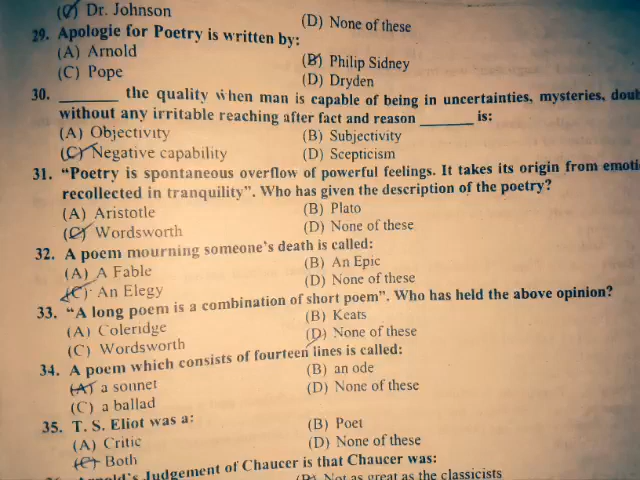 (C) Dr. Johnson (D) None of these
29. Apologie for Poetry is written by:
(A) Arnold (B) Philip Sidney
(C) Pope (D) Dryden
30. _______ the quality when man is capable of being in uncertainties, mysteries, doub
without any irritable reaching after fact and reason _______ is:
(A) Objectivity (B) Subjectivity
(C) Negative capability (D) Scepticism
31. “Poetry is spontaneous overflow of powerful feelings. It takes its origin from emoti
recollected in tranquility”. Who has given the description of the poetry?
(A) Aristotle (B) Plato
(C) Wordsworth (D) None of these
32. A poem mourning someone's death is called:
(A) A Fable (B) An Epic
(C) An Elegy (D) None of these
33. “A long poem is a combination of short poem”. Who has held the above opinion?
(A) Coleridge (B) Keats
(C) Wordsworth (D) None of these
34. A poem which consists of fourteen lines is called:
(A) a sonnet (B) an ode
(C) a ballad (D) None of these
35. T. S. Eliot was a:
(A) Critic (B) Poet
(C) Both (D) None of these
Judgement of Chaucer is that Chaucer was:
Not as great as the classicists